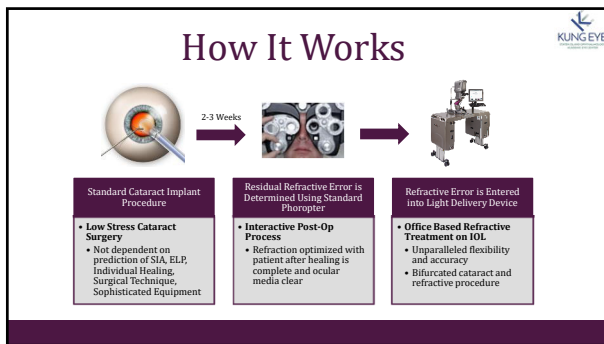 How It Works
KUNG EYE
2-3 Weeks
Standard Cataract Implant
Procedure
• Low Stress Cataract
Surgery
• Not dependent on
prediction of SIA, ELP,
Individual Healing,
Surgical Technique,
Sophisticated Equipment
Residual Refractive Error is
Determined Using Standard
Phoropter
• Interactive Post-Op
Process
• Refraction optimized with
patient after healing is
complete and ocular
media clear
Refractive Error is Entered
into Light Delivery Device
• Office Based Refractive
Treatment on IOL
• Unparalleled flexibility
and accuracy
• Bifurcated cataract and
refractive procedure